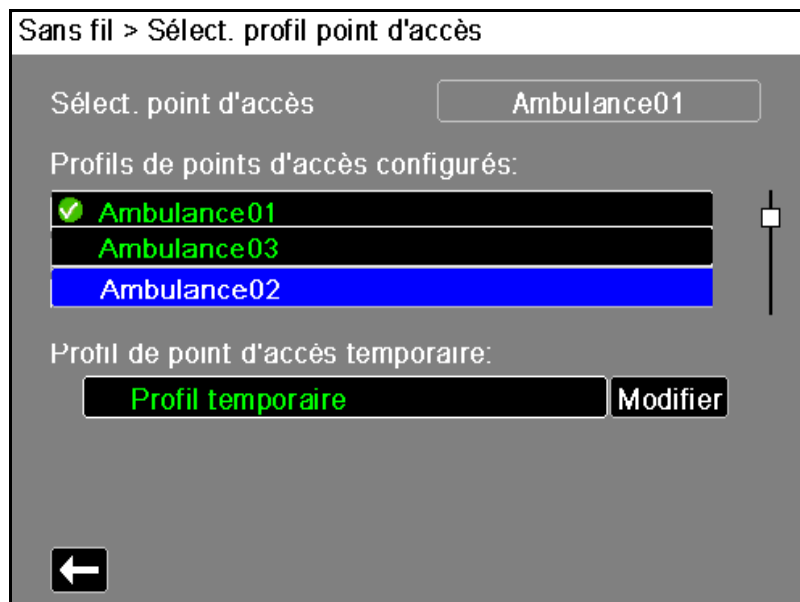 Sans fil > Sélect. profil point d'accès
Sélect. point d'accès Ambulance01
Profils de points d'accès configurés:
Ambulance01
Ambulance03
Ambulance02
Profil de point d'accès temporaire:
Profil temporaire Modifier